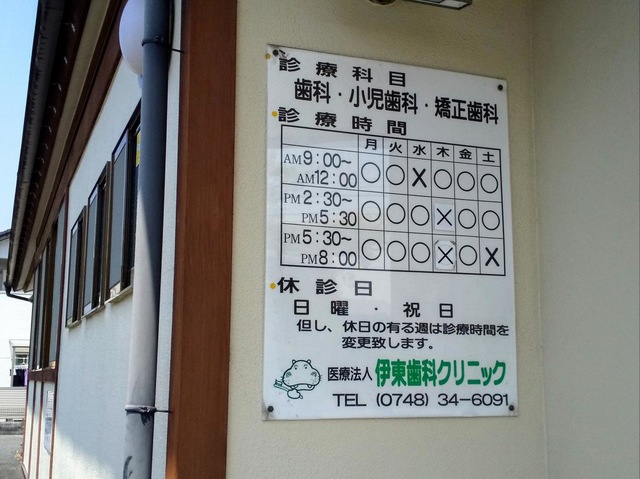 診療科目
歯科・小児歯科・矯正歯科
診療時間
月 火 水 木 金 土
AM9:00~
AM12:00 ○ ○ X ○ ○ ○
PM2:30~
PM5:30 ○ ○ ○ X ○ ○
PM5:30~
PM8:00 ○ ○ ○ X ○ X
休診日
日曜・祝日
但し、休日の有る週は診療時間を
変更致します。
医療法人 伊東歯科クリニック
TEL (0748) 34-6091